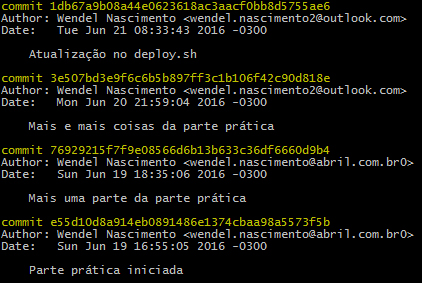 commit 1db67a9b08a44e0623618ac3aacf0bb8d5755ae6
Author: Wendel Nascimento <wendel.nascimento2@outlook.com>
Date:   Tue Jun 21 08:33:43 2016 -0300
Atualização no deploy.sh
commit 3e507bd3e9f6c6b5b897ff3c1b106f42c90d818e
Author: Wendel Nascimento <wendel.nascimento2@outlook.com>
Date:   Mon Jun 20 21:59:04 2016 -0300
Mais e mais coisas da parte prática
commit 76929215f7f9e08566d6b13b633c36df6660d9b4
Author: Wendel Nascimento <wendel.nascimento@abril.com.br0>
Date:   Sun Jun 19 18:35:06 2016 -0300
Mais uma parte da parte prática
commit e55d10d8a914eb0891486e1374cbaa98a5573f5b
Author: Wendel Nascimento <wendel.nascimento@abril.com.br0>
Date:   Sun Jun 19 16:55:05 2016 -0300
Parte prática iniciada